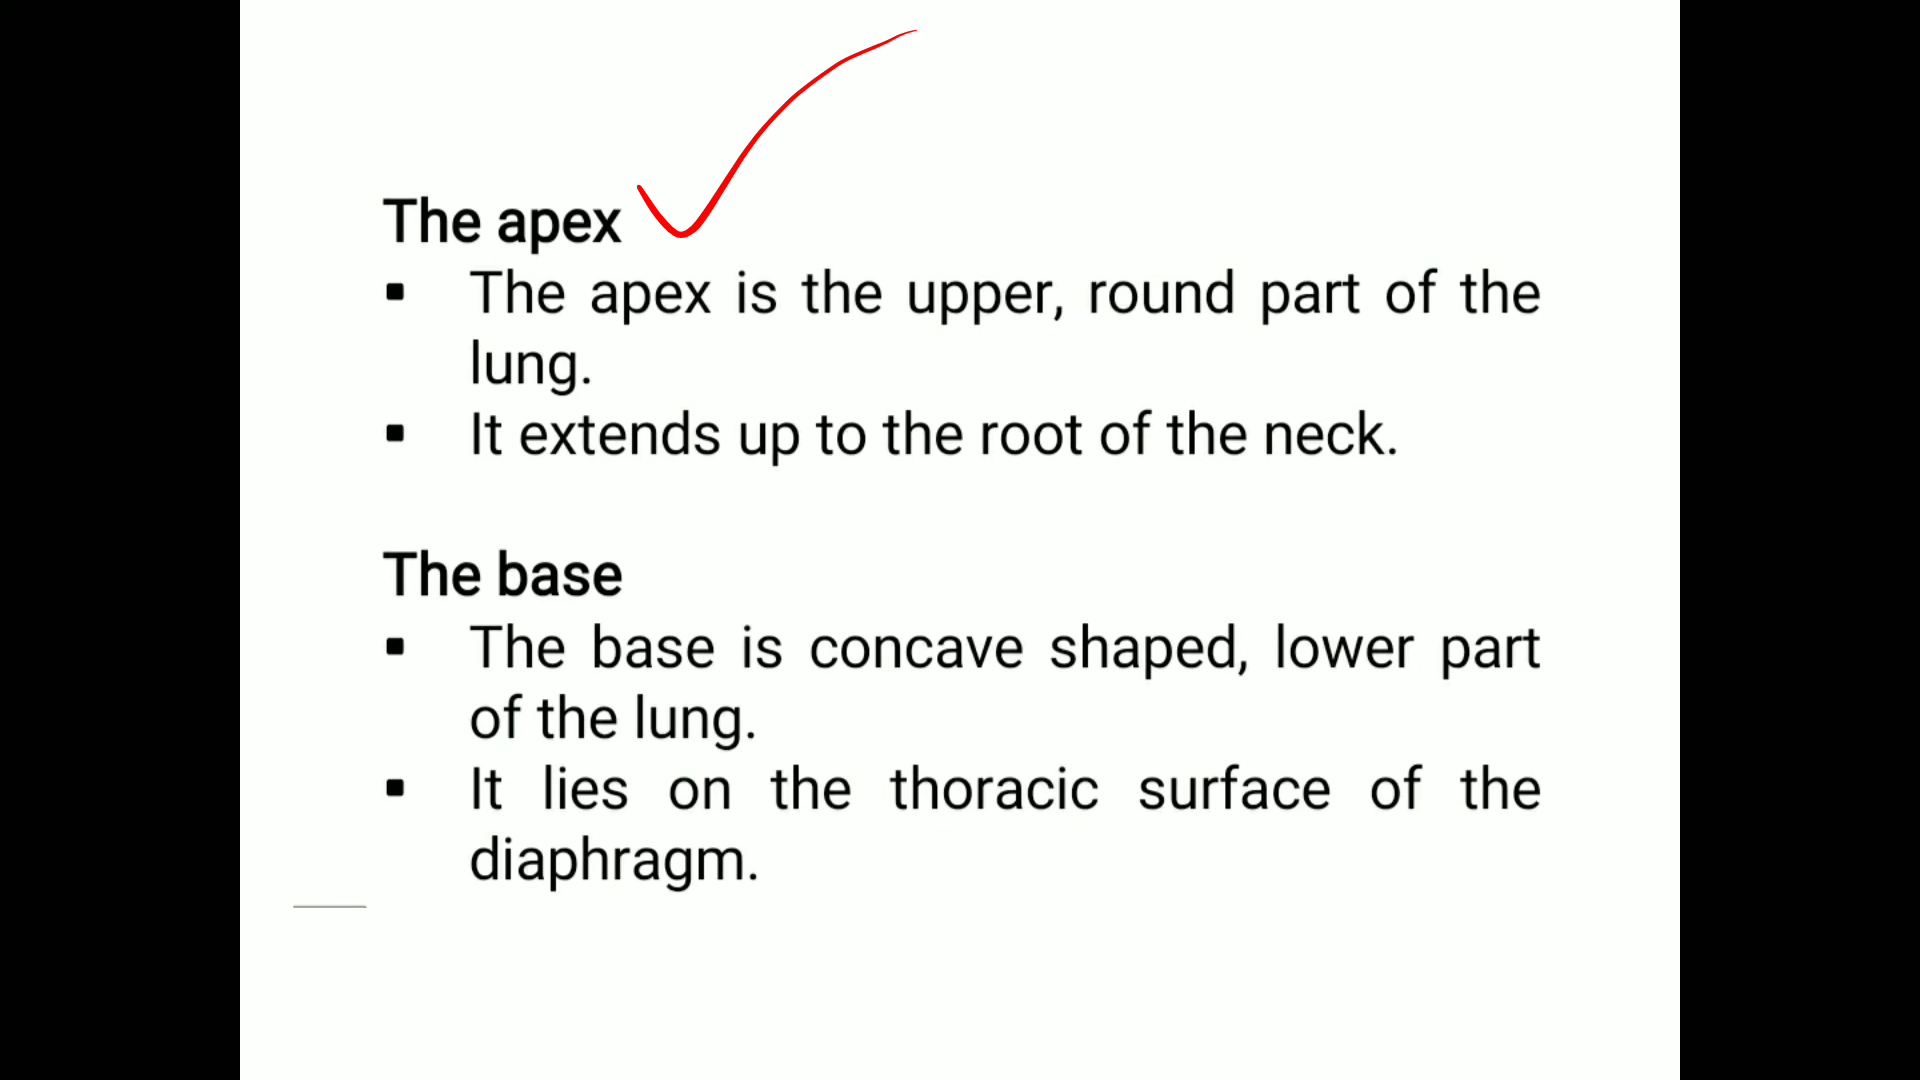 The apex
▪ The apex is the upper, round part of the
lung.
▪ It extends up to the root of the neck.
The base
▪ The base is concave shaped, lower part
of the lung.
▪ It lies on the thoracic surface of the
diaphragm.